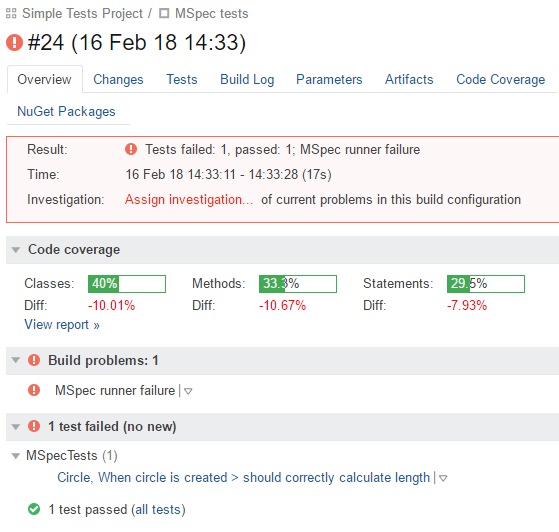 Simple Tests Project / MSpec tests
#24 (16 Feb 18 14:33)
Overview Changes Tests Build Log Parameters Artifacts Code Coverage
NuGet Packages
Result: Tests failed: 1, passed: 1; MSpec runner failure
Time: 16 Feb 18 14:33:11 - 14:33:28 (17s)
Investigation: Assign investigation... of current problems in this build configuration
Code coverage
Classes: 40% Methods: 33.3% Statements: 29.5%
Diff: -10.01% Diff: -10.67% Diff: -7.93%
View report »
Build problems: 1
MSpec runner failure
1 test failed (no new)
MSpecTests (1)
Circle, When circle is created > should correctly calculate length
1 test passed (all tests)